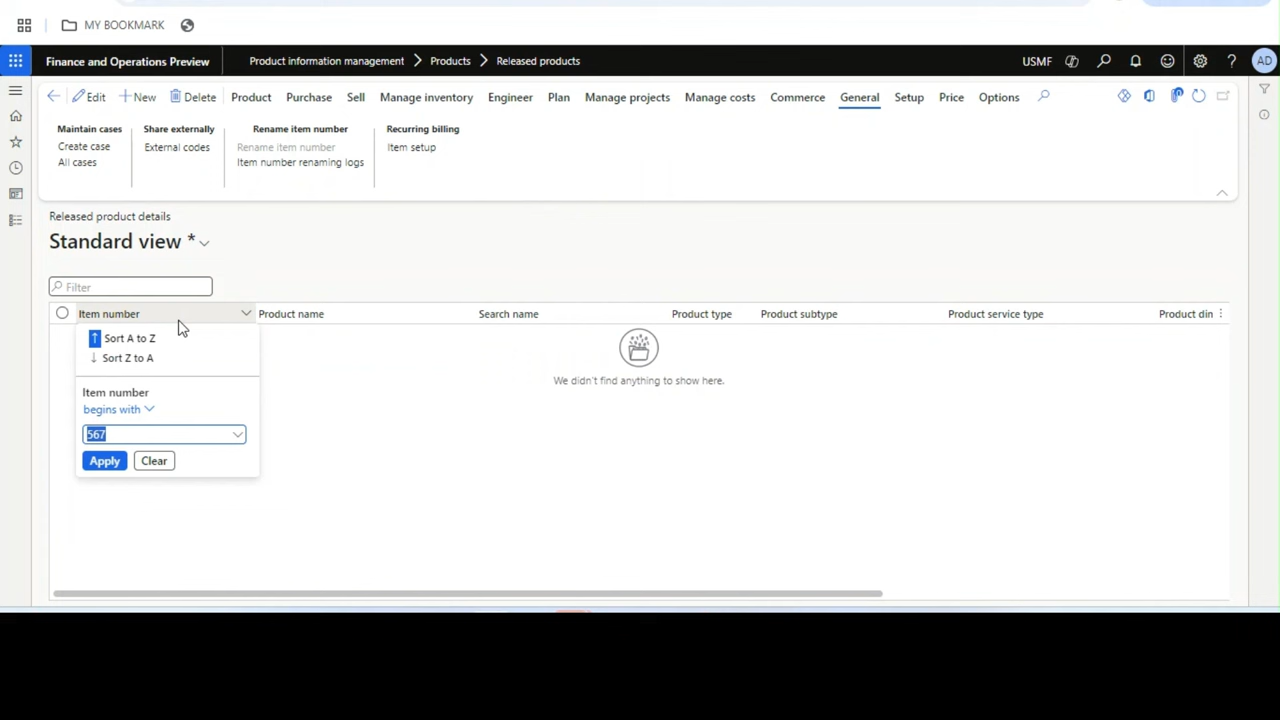 MY BOOKMARK
Finance and Operations Preview
Product information management > Products > Released products
USMF
AD
Edit New Delete Product Purchase Sell Manage inventory Engineer Plan Manage projects Manage costs Commerce General Setup Price Options
Maintain cases
Create case
All cases
Share externally
External codes
Rename item number
Rename item number
Item number renaming logs
Recurring billing
Item setup
Released product details
Standard view *
Filter
Item number Product name Search name Product type Product subtype Product service type Product din
Sort A to Z
Sort Z to A
Item number
begins with
567
Apply Clear
We didn't find anything to show here.